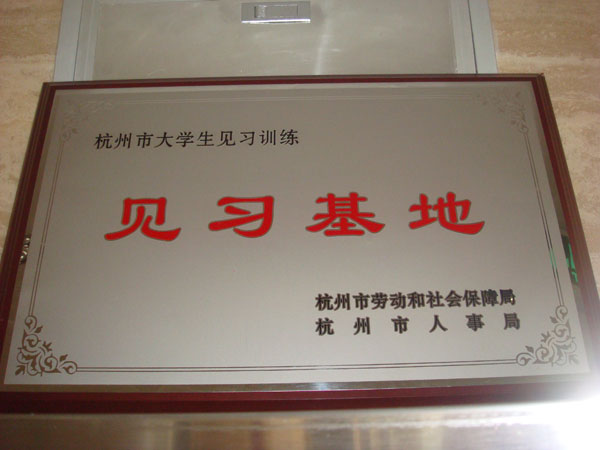 杭州市大学生见习训练
见习基地
杭州市劳动和社会保障局
杭州市人事局